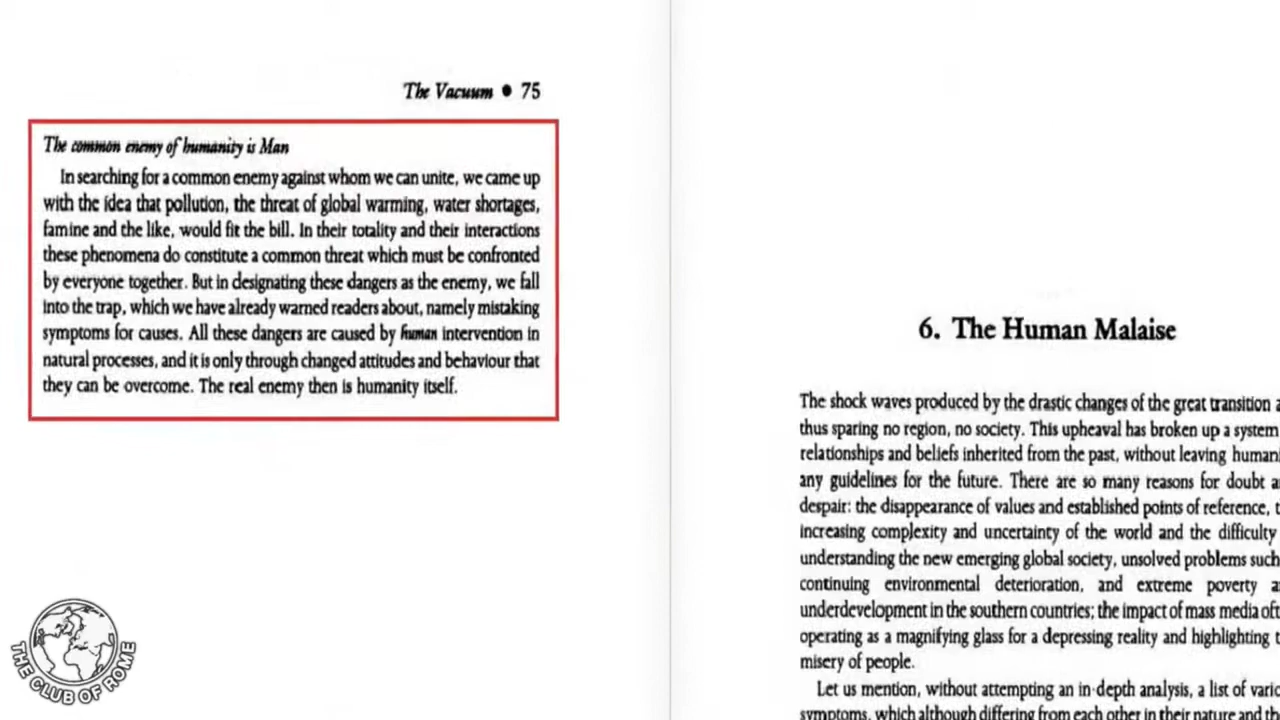 The Vacuum • 75
The common enemy of humanity is Man
In searching for a common enemy against whom we can unite, we came up
with the idea that pollution, the threat of global warming, water shortages,
famine and the like, would fit the bill. In their totality and their interactions
these phenomena do constitute a common threat which must be confronted
by everyone together. But in designating these dangers as the enemy, we fall
into the trap, which we have already warned readers about, namely mistaking
symptoms for causes. All these dangers are caused by human intervention in
natural processes, and it is only through changed attitudes and behaviour that
they can be overcome. The real enemy then is humanity itself.
6. The Human Malaise
The shock waves produced by the drastic changes of the great transition
thus sparing no region, no society. This upheaval has broken up a system
relationships and beliefs inherited from the past, without leaving
any guidelines for the future. There are so many reasons for doubt
despair: the disappearance of values and established points of reference,
increasing complexity and uncertainty of the world and the difficulty
understanding the new emerging global society, unsolved problems such
continuing environmental deterioration, and extreme poverty
underdevelopment in the southern countries; the impact of mass media
operating as a magnifying glass for a depressing reality and highlighting
misery of people.
Let us mention, without attempting an in-depth analysis, a list of
symptoms, which although differing from each other in their nature and
THE CLUB OF ROME